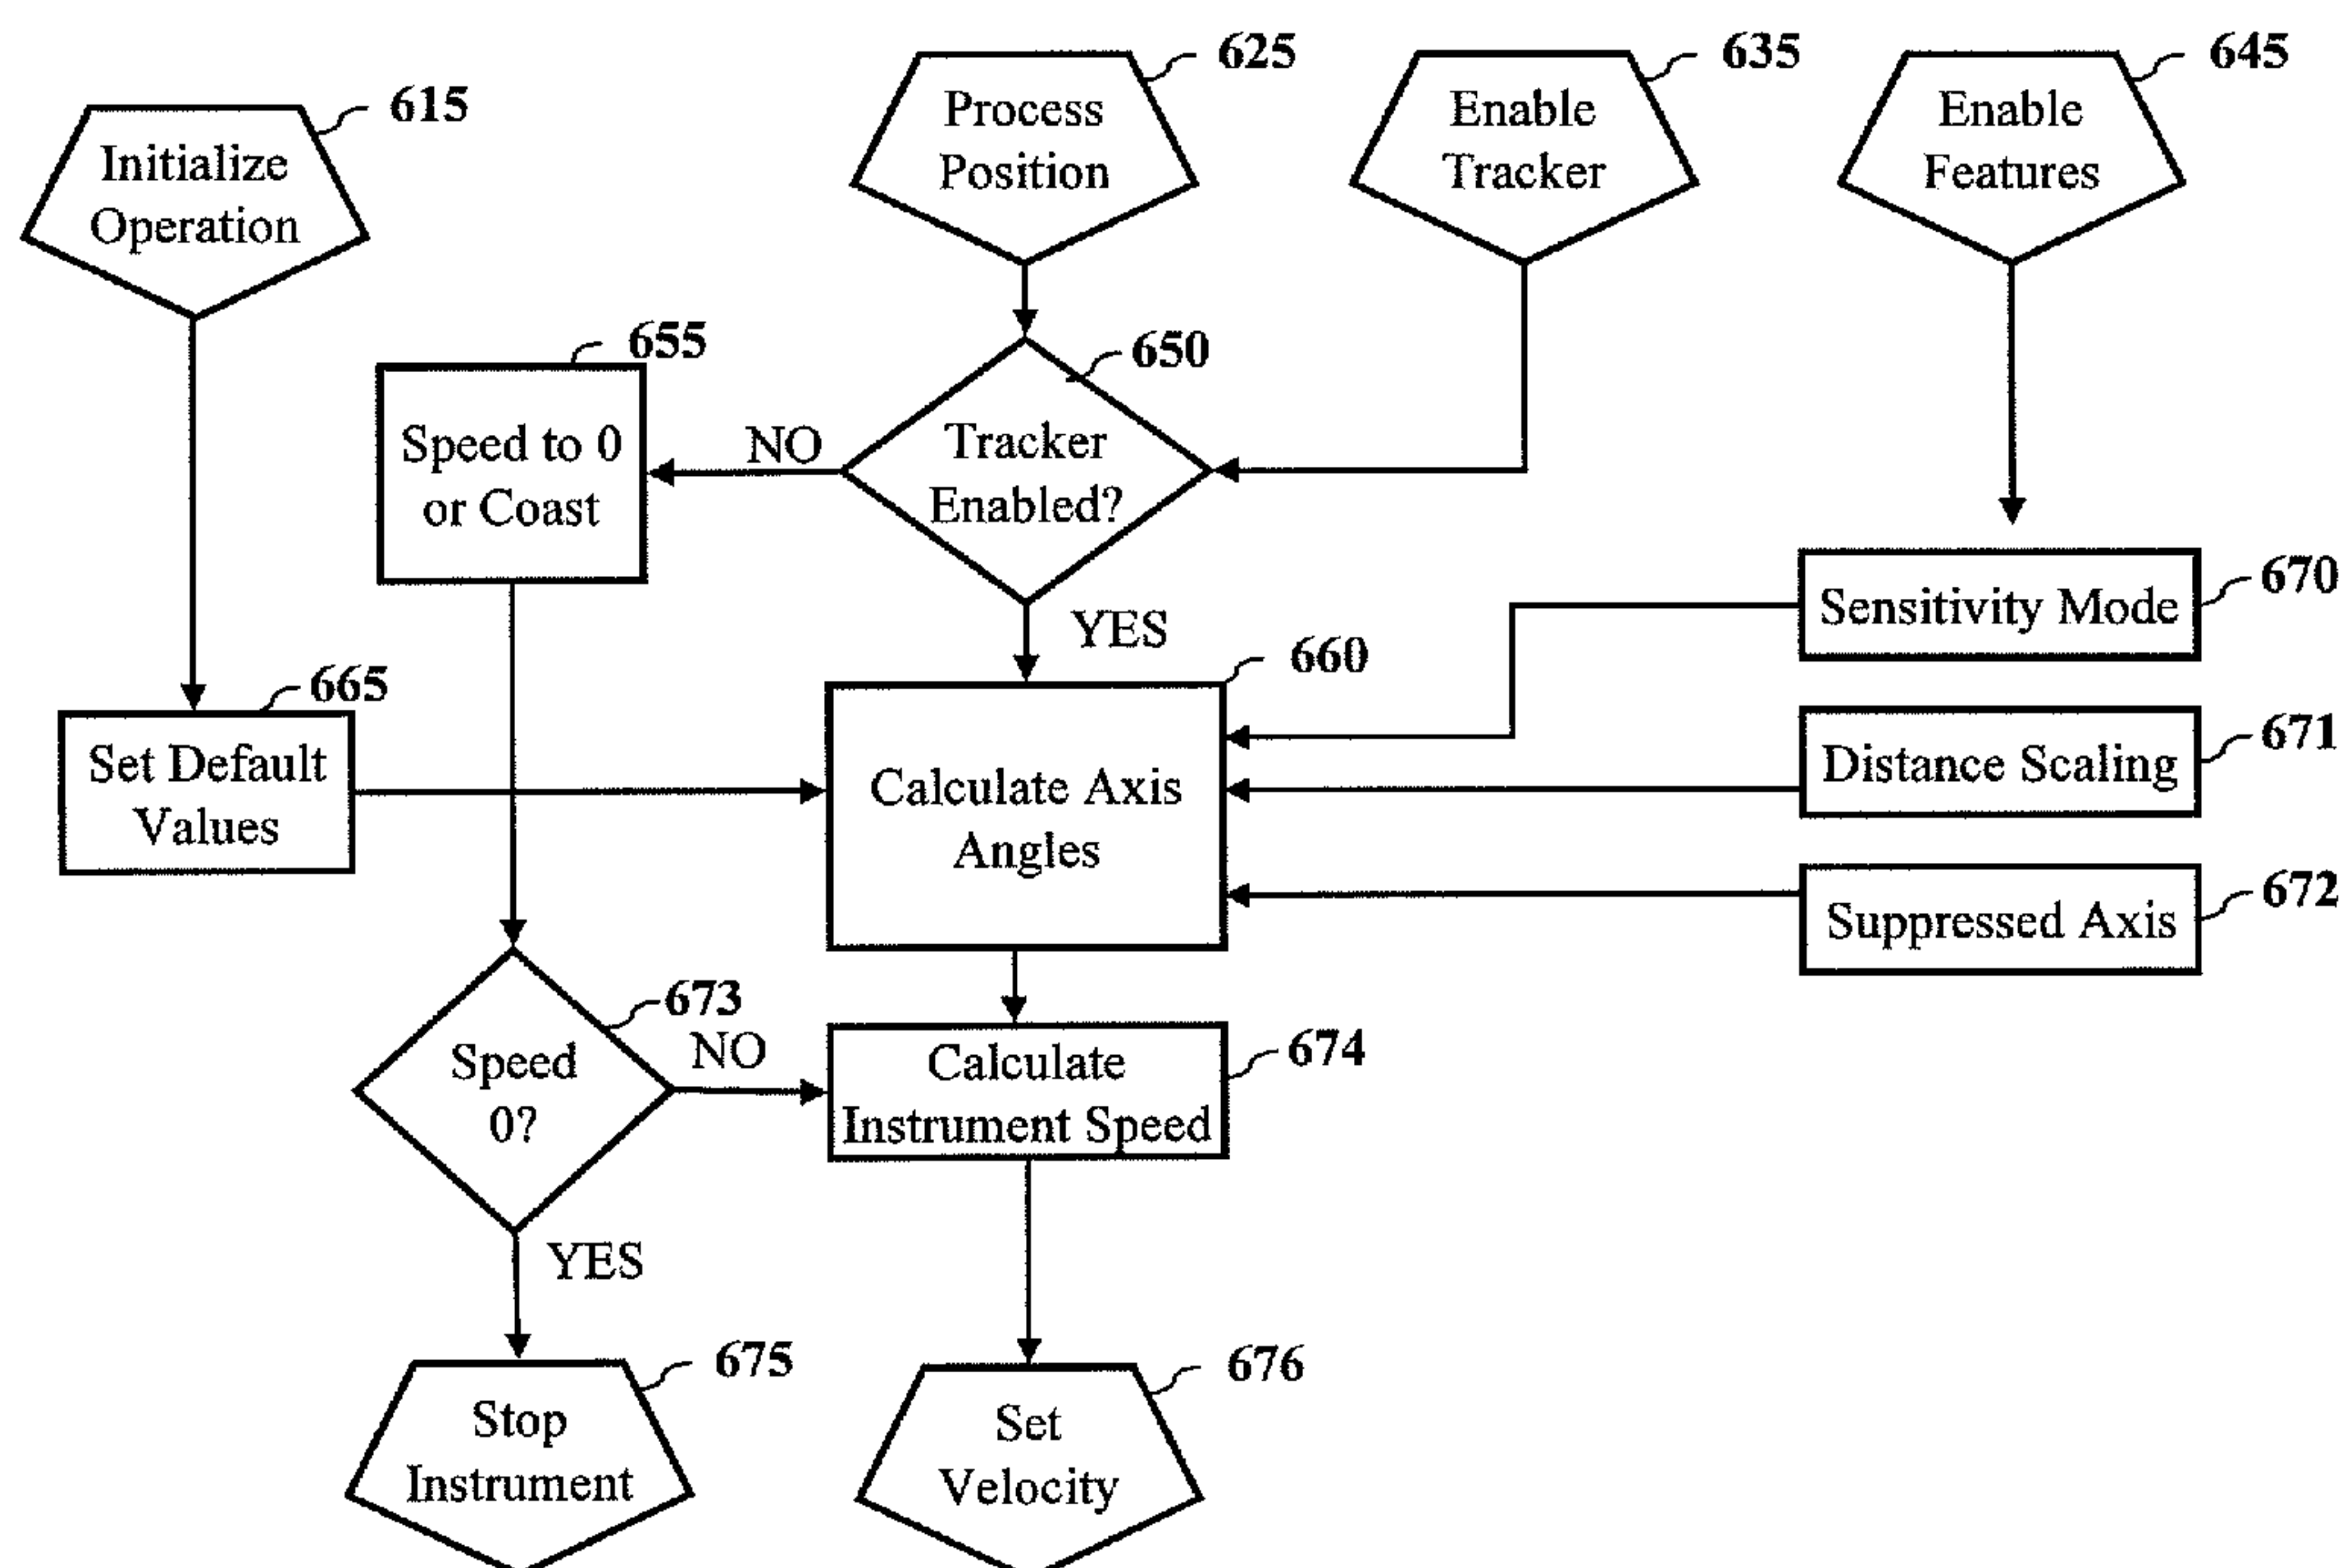 615
Initialize
Operation
625
Process
Position
635
Enable
Tracker
645
Enable
Features
655
Speed to 0
or Coast
NO
650
Tracker
Enabled?
YES
670
Sensitivity Mode
665
Set Default
Values
660
Calculate Axis
Angles
671
Distance Scaling
672
Suppressed Axis
673
Speed
0?
NO
674
Calculate
Instrument Speed
YES
675
Stop
Instrument
676
Set
Velocity